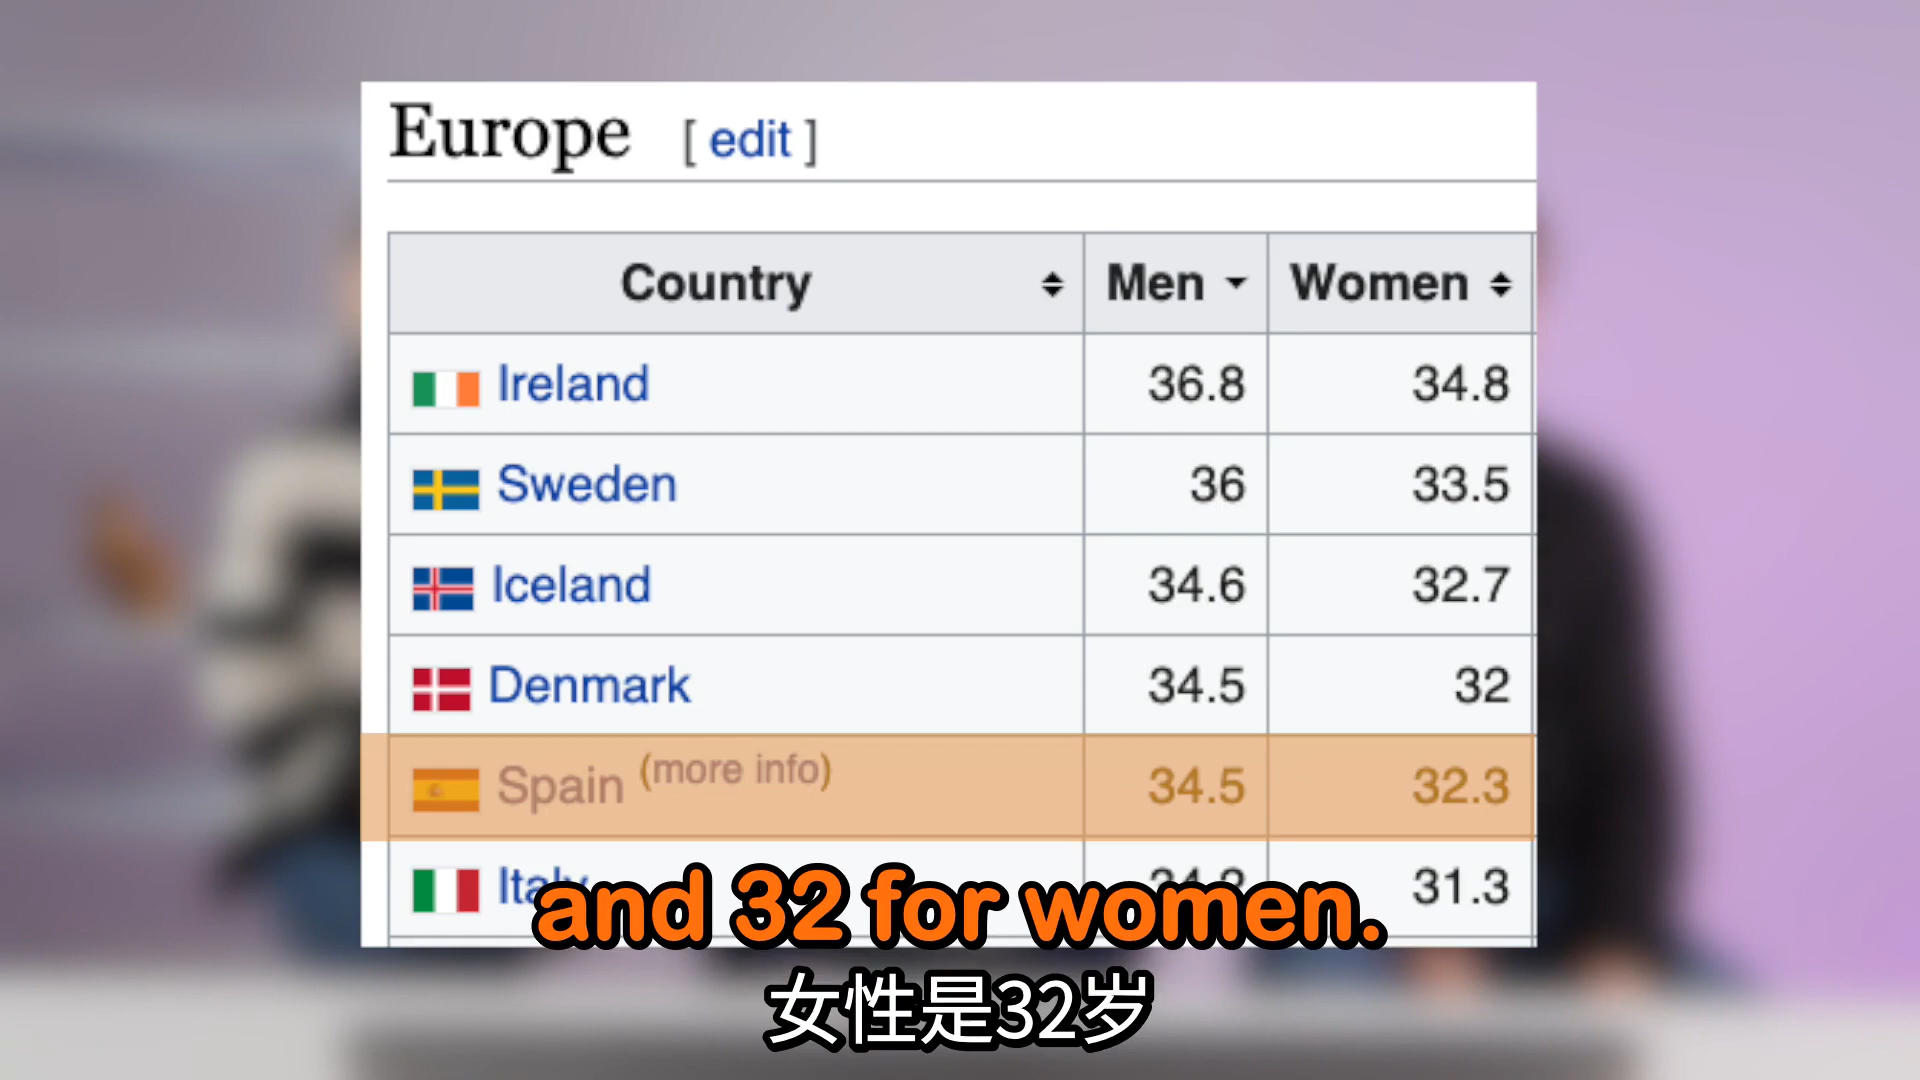 Europe [ edit ]
Country Men Women
Ireland 36.8 34.8
Sweden 36 33.5
Iceland 34.6 32.7
Denmark 34.5 32
Spain (more info) 34.5 32.3
Italy 31.3
and 32 for women.
女性是32岁